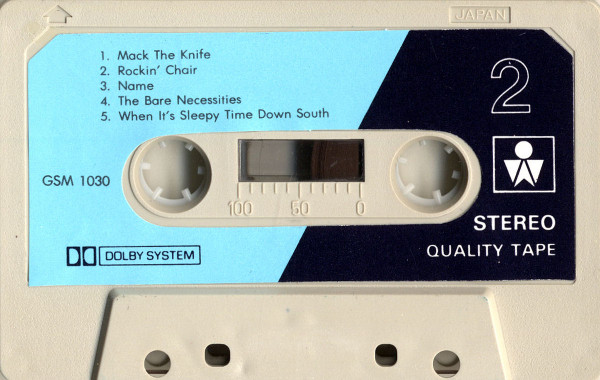 JAPAN
1. Mack The Knife
2. Rockin' Chair
3. Name
4. The Bare Necessities
5. When It's Sleepy Time Down South
2
GSM 1030
100 50 0
STEREO
QUALITY TAPE
DOLBY SYSTEM